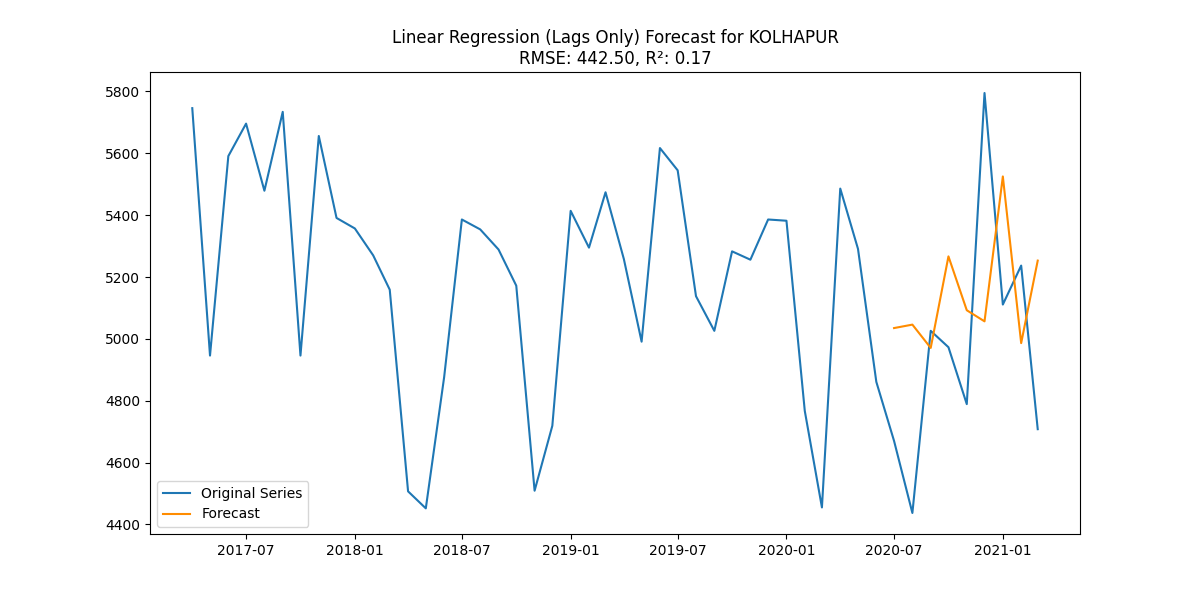 Linear Regression (Lags Only) Forecast for KOLHAPUR
RMSE: 442.50, R²: 0.17
5800
5600
5400
5200
5000
4800
4600
4400
Original Series
Forecast
2017-07 2018-01 2018-07 2019-01 2019-07 2020-01 2020-07 2021-01